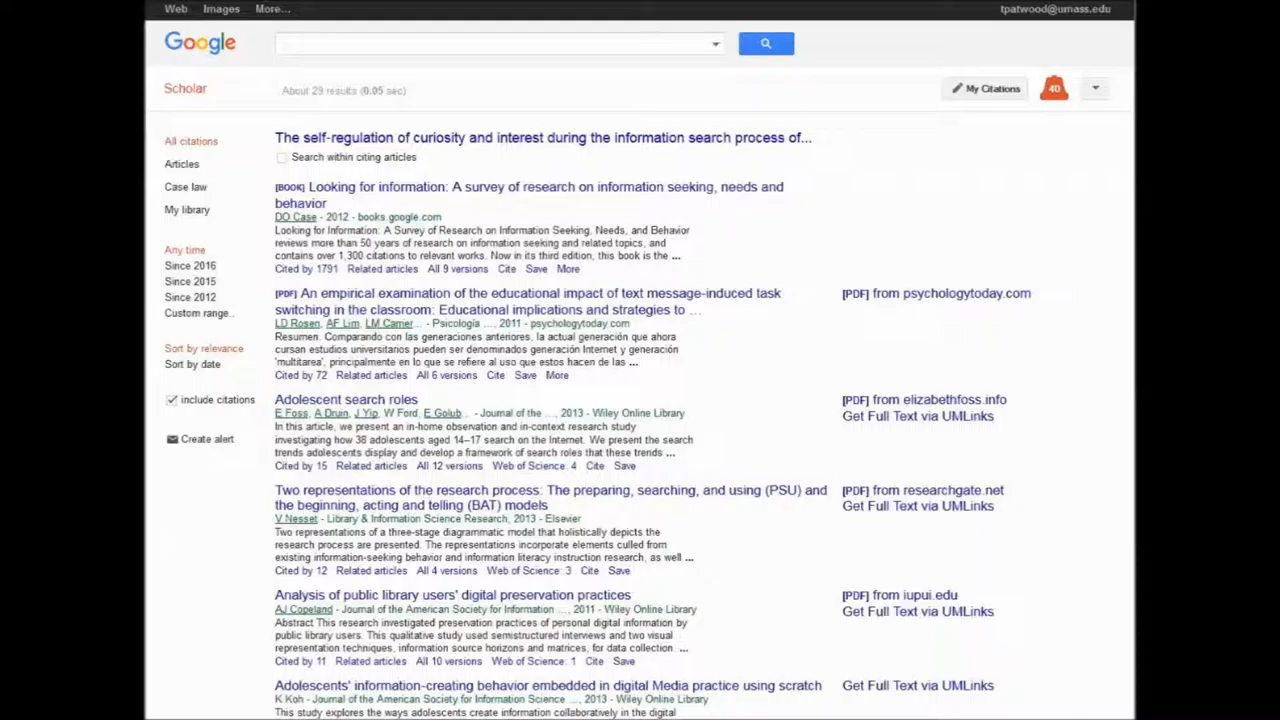 Web Images More... tpatwood@umass.edu
Google
Scholar About 29 results (0.05 sec) My Citations 40
The self-regulation of curiosity and interest during the information search process of...
Search within citing articles
All citations
Articles
Case law
My library
Any time
Since 2016
Since 2015
Since 2012
Custom range..
Sort by relevance
Sort by date
include citations
Create alert
[BOOK] Looking for information: A survey of research on information seeking, needs and
behavior
DO Case - 2012 - books.google.com
Looking for Information: A Survey of Research on Information Seeking, Needs, and Behavior
reviews more than 50 years of research on information seeking and related topics, and
contains over 1,300 citations to relevant works. Now in its third edition, this book is the ...
Cited by 1791 Related articles All 9 versions Cite Save More
[PDF] An empirical examination of the educational impact of text message-induced task
switching in the classroom: Educational implications and strategies to ...
LD Rosen, AF Lim, LM Carrier... - Psicología ..., 2011 - psychologytoday.com
Resumen. Comparando con las generaciones anteriores, la actual generación que ahora
cursan estudios universitarios pueden ser denominados generación Internet y generación
'multitarea', principalmente en lo que se refiere al uso que estos hacen de las ...
Cited by 72 Related articles All 6 versions Cite Save More
[PDF] from psychologytoday.com
Adolescent search roles
E Foss, A Druin, J Yip, W Ford, E Golub... - Journal of the ..., 2013 - Wiley Online Library
In this article, we present an in-home observation and in-context research study
investigating how 38 adolescents aged 14–17 search on the Internet. We present the search
trends adolescents display and develop a framework of search roles that these trends ...
Cited by 15 Related articles All 12 versions Web of Science: 4 Cite Save
[PDF] from elizabethfoss.info
Get Full Text via UMLinks
Two representations of the research process: The preparing, searching, and using (PSU) and
the beginning, acting and telling (BAT) models
V Nesset - Library & Information Science Research, 2013 - Elsevier
Two representations of a three-stage diagrammatic model that holistically depicts the
research process are presented. The representations incorporate elements culled from
existing information-seeking behavior and information literacy instruction research, as well ...
Cited by 12 Related articles All 4 versions Web of Science: 3 Cite Save
[PDF] from researchgate.net
Get Full Text via UMLinks
Analysis of public library users' digital preservation practices
AJ Copeland - Journal of the American Society for Information ..., 2011 - Wiley Online Library
Abstract This research investigated preservation practices of personal digital information by
public library users. This qualitative study used semistructured interviews and two visual
representation techniques, information source horizons and matrices, for data collection. ...
Cited by 11 Related articles All 10 versions Web of Science: 1 Cite Save
[PDF] from iupui.edu
Get Full Text via UMLinks
Adolescents' information-creating behavior embedded in digital Media practice using scratch
K Koh - Journal of the American Society for Information Science ..., 2013 - Wiley Online Library
This study explores the ways adolescents create information collaboratively in the digital
Get Full Text via UMLinks